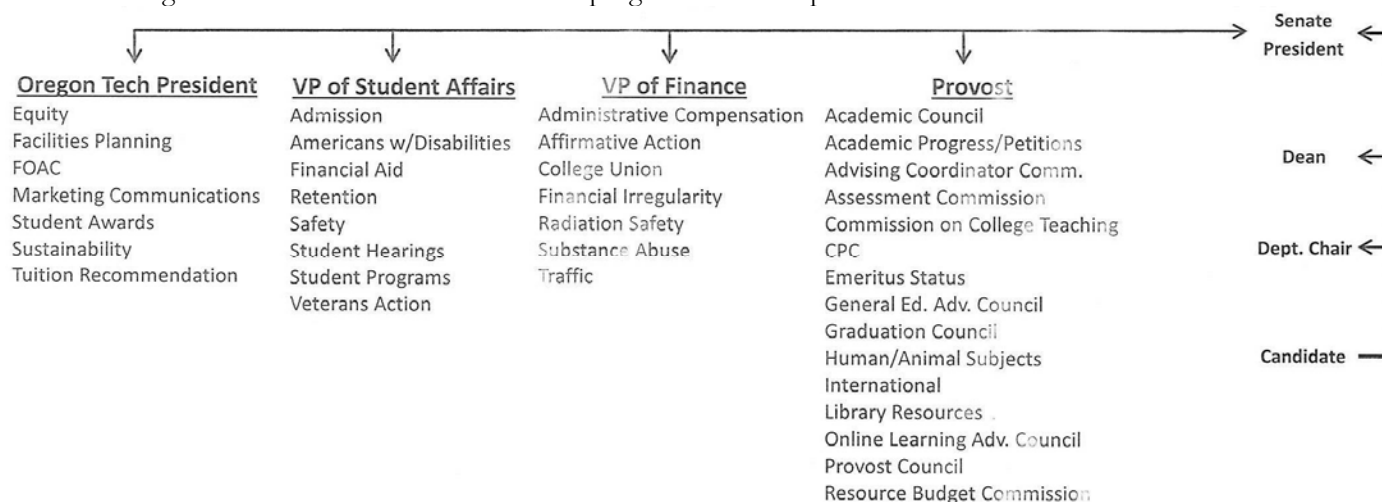 Senate
President
Oregon Tech President
Equity
Facilities Planning
FOAC
Marketing Communications
Student Awards
Sustainability
Tuition Recommendation
VP of Student Affairs
Admission
Americans w/Disabilities
Financial Aid
Retention
Safety
Student Hearings
Student Programs
Veterans Action
VP of Finance
Administrative Compensation
Affirmative Action
College Union
Financial Irregularity
Radiation Safety
Substance Abuse
Traffic
Provost
Academic Council
Academic Progress/Petitions
Advising Coordinator Comm.
Assessment Commission
Commission on College Teaching
CPC
Emeritus Status
General Ed. Adv. Council
Graduation Council
Human/Animal Subjects
International
Library Resources
Online Learning Adv. Council
Provost Council
Resource Budget Commission
Dean
Dept. Chair
Candidate